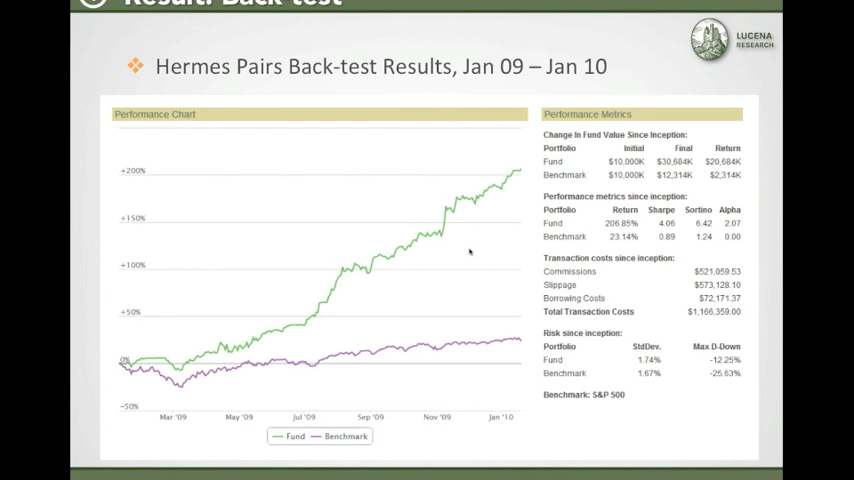 Result: Back-test
LUCENA
RESEARCH
Hermes Pairs Back-test Results, Jan 09 – Jan 10
Performance Chart
+200%
+150%
+100%
+50%
0%
-50%
Mar '09 May '09 Jul '09 Sep '09 Nov '09 Jan '10
Fund Benchmark
Performance Metrics
Change In Fund Value Since Inception:
Portfolio Initial Final Return
Fund $10,000K $30,684K $20,684K
Benchmark $10,000K $12,314K $2,314K
Performance metrics since inception:
Portfolio Return Sharpe Sortino Alpha
Fund 206.85% 4.06 6.42 2.07
Benchmark 23.14% 0.89 1.24 0.00
Transaction costs since inception:
Commissions $521,059.53
Slippage $573,128.10
Borrowing Costs $72,171.37
Total Transaction Costs $1,166,359.00
Risk since inception:
Portfolio StdDev. Max D-Down
Fund 1.74% -12.25%
Benchmark 1.67% -25.63%
Benchmark: S&P 500